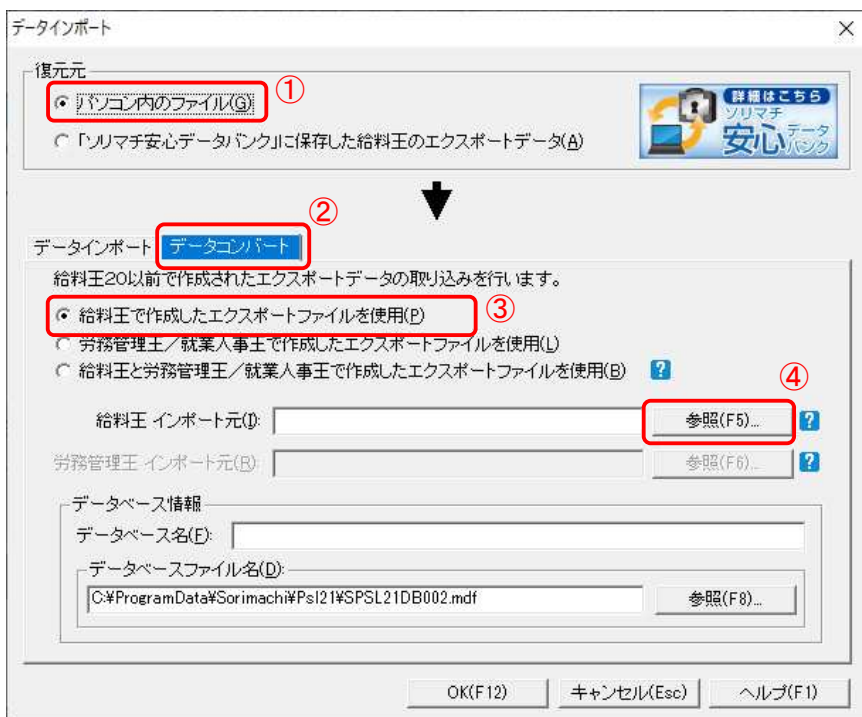 データインポート
復元元
パソコン内のファイル(G)
①
「ソリマチ安心データバンク」に保存した給料王のエクスポートデータ(A)
詳細はこちら
ソリマチ
安心データバンク
②
データインポート データコンバート
給料王20以前で作成されたエクスポートデータの取り込みを行います。
給料王で作成したエクスポートファイルを使用(P)
③
労務管理王/就業人事王で作成したエクスポートファイルを使用(L)
給料王と労務管理王/就業人事王で作成したエクスポートファイルを使用(B) ?
④
給料王 インポート元(I): 参照(F5)... ?
労務管理王 インポート元(R): 参照(F6)... ?
データベース情報
データベース名(F):
データベースファイル名(D):
C:¥ProgramData¥Sorimachi¥Psl21¥SPSL21DB002.mdf 参照(F8)...
OK(F12) キャンセル(Esc) ヘルプ(F1)